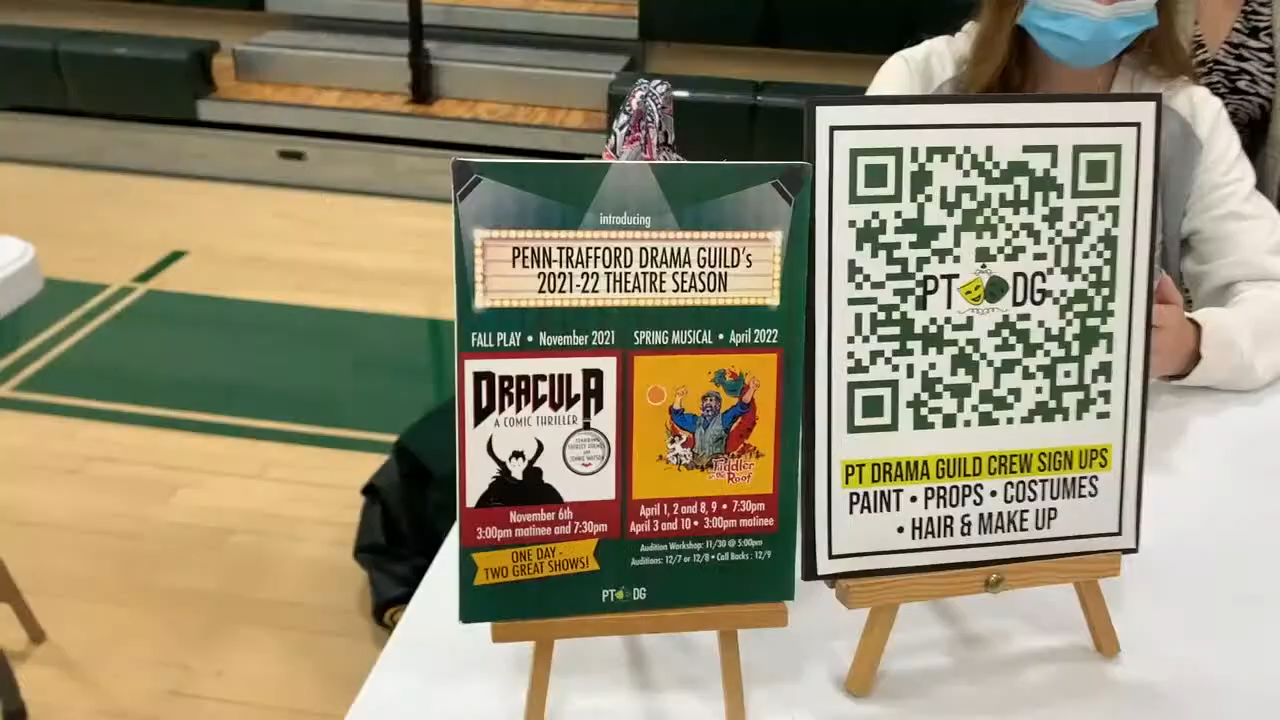 introducing
PENN-TRAFFORD DRAMA GUILD's
2021-22 THEATRE SEASON
FALL PLAY • November 2021
DRACULA
A COMIC THRILLER
November 6th
3:00pm matinee and 7:30pm
ONE DAY -
TWO GREAT SHOWS!
SPRING MUSICAL • April 2022
Fiddler
on the
Roof
April 1, 2 and 8, 9 • 7:30pm
April 3 and 10 • 3:00pm matinee
Audition Workshop: 11/30 @ 5:00pm
Auditions: 12/7 or 12/8 • Call Backs : 12/9
PT DG
PT DG
PT DRAMA GUILD CREW SIGN UPS
PAINT • PROPS • COSTUMES
• HAIR & MAKE UP